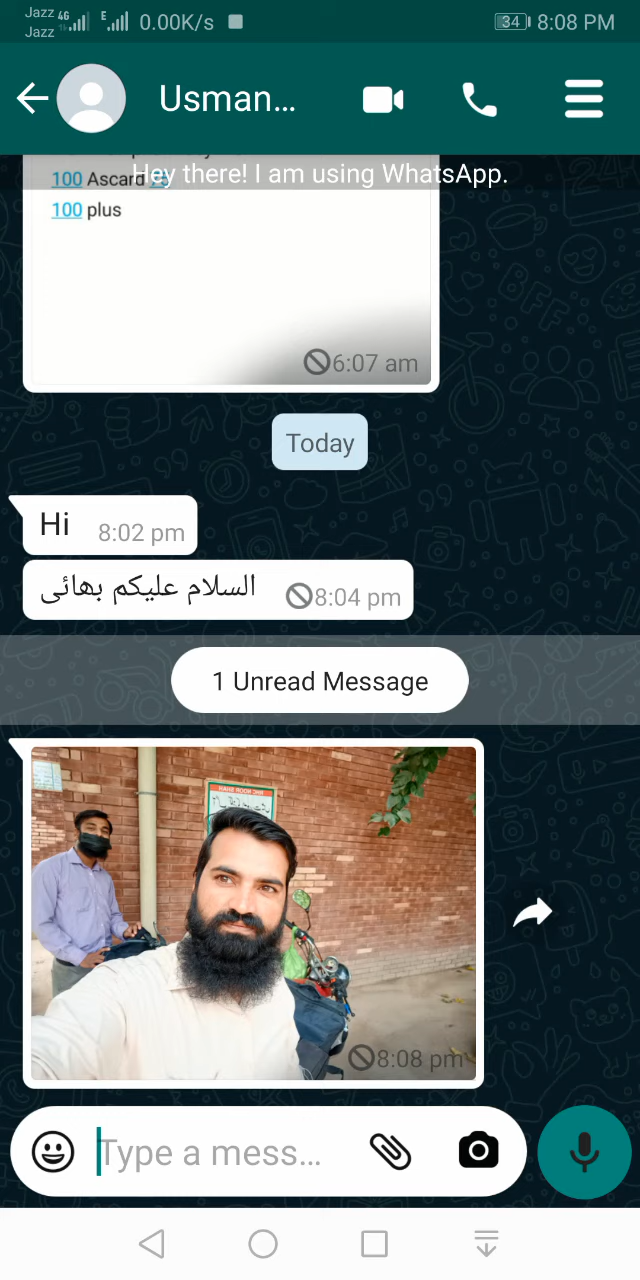 Jazz 4G E 0.00K/s 34 8:08 PM
Jazz
Usman...
Hey there! I am using WhatsApp.
100 Ascard 75
100 plus
6:07 am
Today
Hi 8:02 pm
السلام علیکم بھائی 8:04 pm
1 Unread Message
8:08 pm
Type a mess...